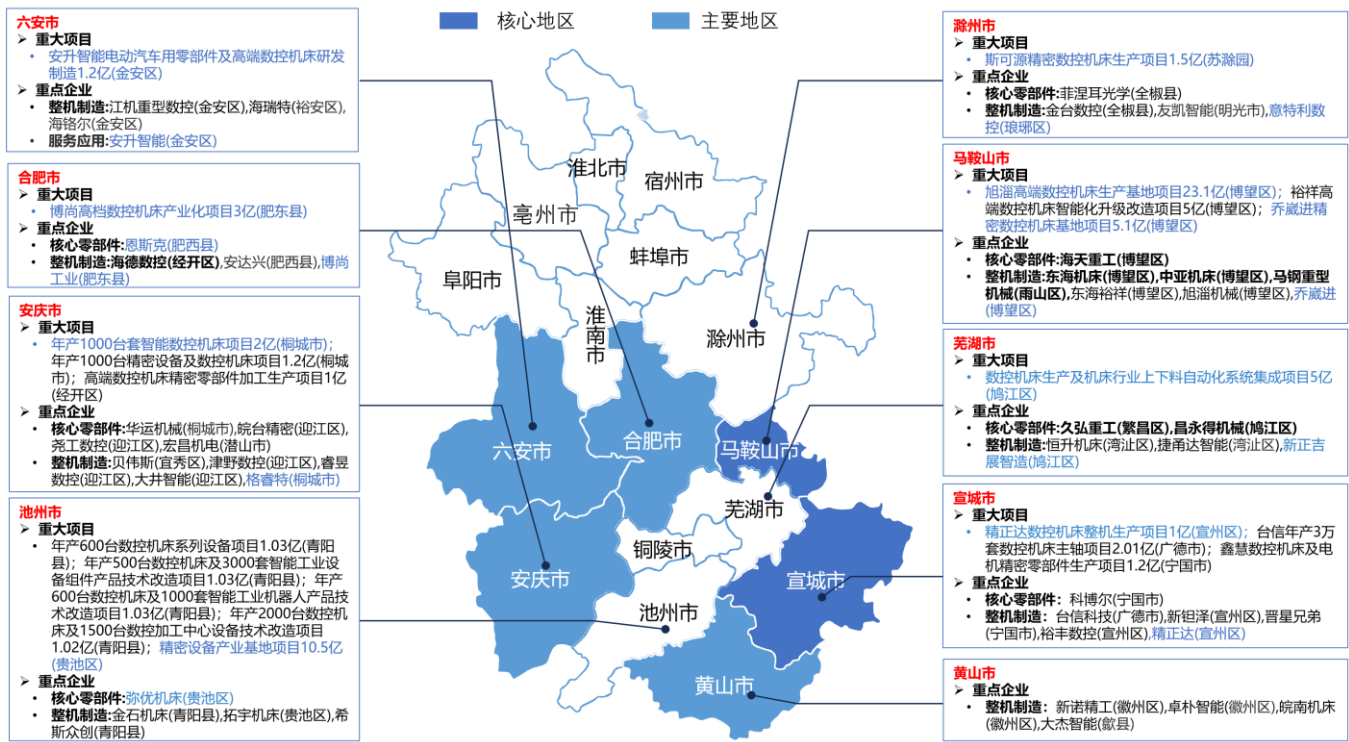 核心地区
主要地区
六安市
➢ 重大项目
• 安升智能电动汽车用零部件及高端数控机床研发
制造1.2亿(金安区)
➢ 重点企业
• 整机制造:江机重型数控(金安区),海瑞特(裕安区),
海铬尔(金安区)
• 服务应用:安升智能(金安区)
合肥市
➢ 重大项目
• 博尚高档数控机床产业化项目3亿(肥东县)
➢ 重点企业
• 核心零部件:恩斯克(肥西县)
• 整机制造:海德数控(经开区),安达兴(肥西县),博尚
工业(肥东县)
安庆市
➢ 重大项目
• 年产1000台套智能数控机床项目2亿(桐城市)；
年产1000台精密设备及数控机床项目1.2亿(桐城
市)；高端数控机床精密零部件加工生产项目1亿
(经开区)
➢ 重点企业
• 核心零部件:华运机械(桐城市),皖台精密(迎江区),
尧工数控(迎江区),宏昌机电(潜山市)
• 整机制造:贝伟斯(宜秀区),津野数控(迎江区),睿昱
数控(迎江区),大井智能(迎江区),格睿特(桐城市)
池州市
➢ 重大项目
• 年产600台数控机床系列设备项目1.03亿(青阳
县)；年产500台数控机床及3000套智能工业设
备组件产品技术改造项目1.03亿(青阳县)；年产
600台数控机床及1000套智能工业机器人产品技
术改造项目1.03亿(青阳县)；年产2000台数控机
床及1500台数控加工中心设备技术改造项目
1.02亿(青阳县)；精密设备产业基地项目10.5亿
(贵池区)
➢ 重点企业
• 核心零部件:弥优机床(贵池区)
• 整机制造:金石机床(青阳县),拓宇机床(贵池区),希
斯众创(青阳县)
淮北市
宿州市
亳州市
蚌埠市
阜阳市
淮南市
滁州市
六安市
合肥市
马鞍山市
芜湖市
铜陵市
安庆市
宣城市
池州市
黄山市
滁州市
➢ 重大项目
• 斯可源精密数控机床生产项目1.5亿(苏滁园)
➢ 重点企业
• 核心零部件:菲涅耳光学(全椒县)
• 整机制造:金台数控(全椒县),友凯智能(明光市),意特利数
控(琅琊区)
马鞍山市
➢ 重大项目
• 旭淄高端数控机床生产基地项目23.1亿(博望区)；裕祥高
端数控机床智能化升级改造项目5亿(博望区)；乔崴进精
密数控机床基地项目5.1亿(博望区)
➢ 重点企业
• 核心零部件:海天重工(博望区)
• 整机制造:东海机床(博望区),中亚机床(博望区),马钢重型
机械(雨山区),东海裕祥(博望区),旭淄机械(博望区),乔崴进
(博望区)
芜湖市
➢ 重大项目
• 数控机床生产及机床行业上下料自动化系统集成项目5亿
(鸠江区)
➢ 重点企业
• 核心零部件:久弘重工(繁昌区),昌永得机械(鸠江区)
• 整机制造:恒升机床(湾沚区),捷甬达智能(湾沚区),新正吉
展智造(鸠江区)
宣城市
➢ 重大项目
• 精正达数控机床整机生产项目1亿(宣州区)；台信年产3万
套数控机床主轴项目2.01亿(广德市)；鑫慧数控机床及电
机精密零部件生产项目1.2亿(宁国市)
➢ 重点企业
• 核心零部件：科博尔(宁国市)
• 整机制造：台信科技(广德市),新钽泽(宣州区),晋星兄弟
(宁国市),裕丰数控(宣州区),精正达(宣州区)
黄山市
➢ 重点企业
• 整机制造：新诺精工(徽州区),卓朴智能(徽州区),皖南机床
(徽州区),大杰智能(歙县)